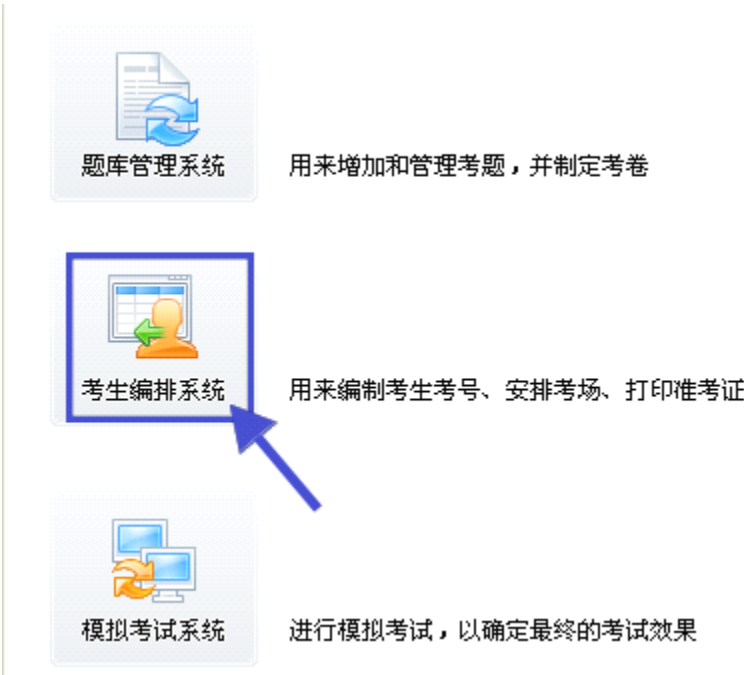 题库管理系统 用来增加和管理考题，并制定考卷
考生编排系统 用来编制考生考号、安排考场、打印准考证
模拟考试系统 进行模拟考试，以确定最终的考试效果